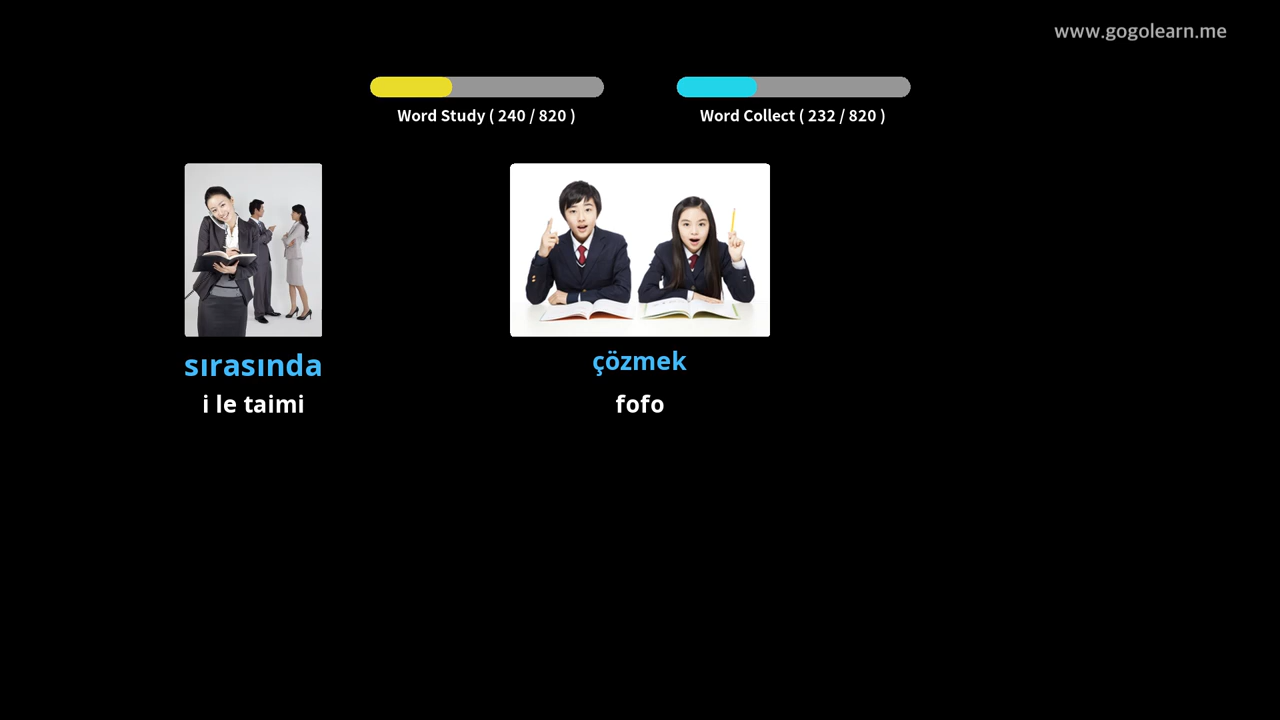 www.gogolearn.me
Word Study ( 240 / 820 )
Word Collect ( 232 / 820 )
sırasında
i le taimi
çözmek
fofo